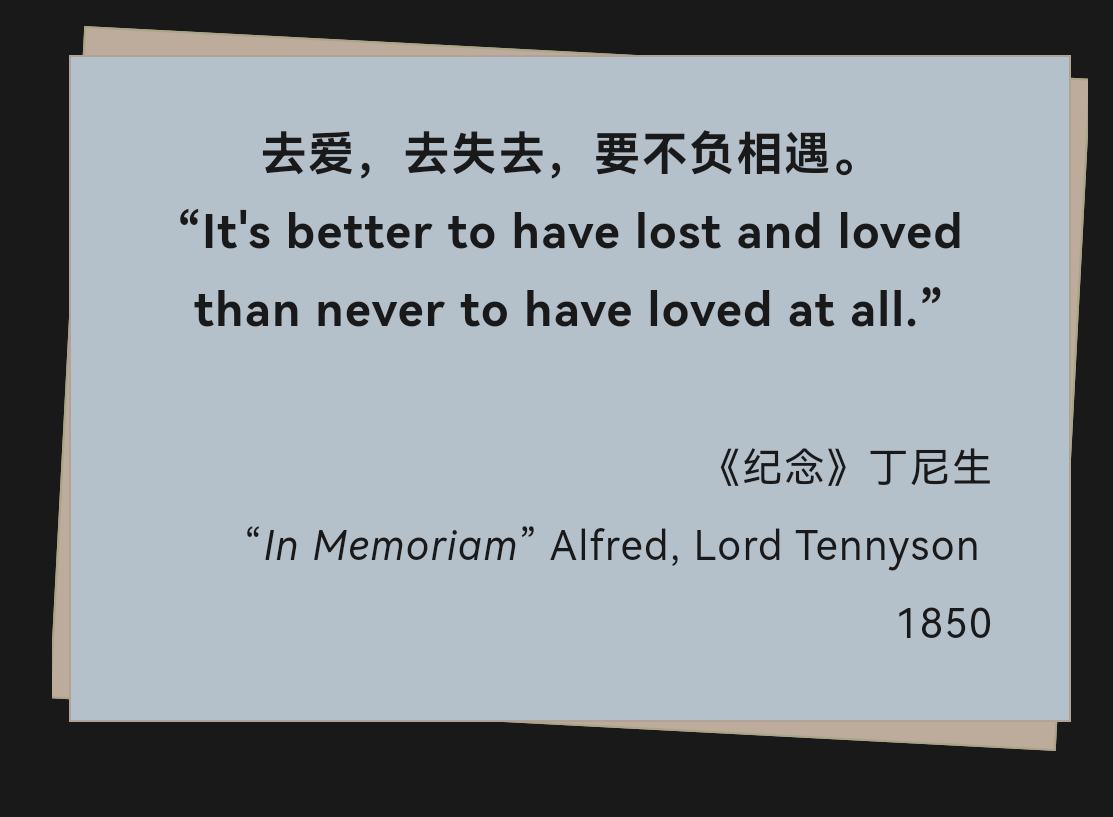 去爱，去失去，要不负相遇。
“It's better to have lost and loved
than never to have loved at all.”
《纪念》丁尼生
“In Memoriam” Alfred, Lord Tennyson
1850